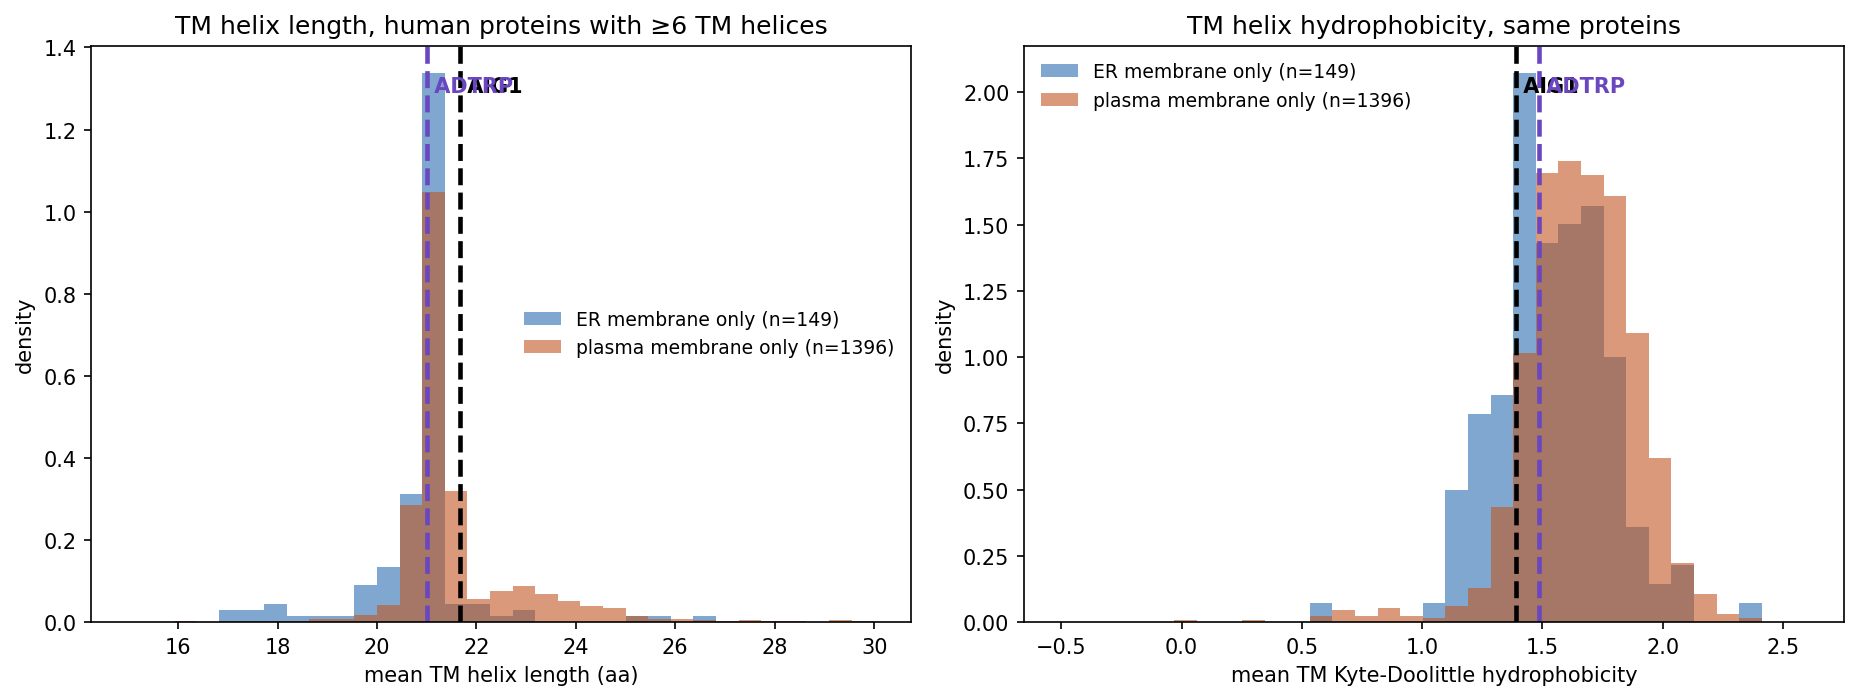 TM helix length, human proteins with ≥6 TM helices
density
1.4
1.2
1.0
0.8
0.6
0.4
0.2
0.0
ADTRP
AIG1
ER membrane only (n=149)
plasma membrane only (n=1396)
16 18 20 22 24 26 28 30
mean TM helix length (aa)
TM helix hydrophobicity, same proteins
density
2.00
1.75
1.50
1.25
1.00
0.75
0.50
0.25
0.00
ER membrane only (n=149)
plasma membrane only (n=1396)
AIG1
ADTRP
−0.5 0.0 0.5 1.0 1.5 2.0 2.5
mean TM Kyte-Doolittle hydrophobicity